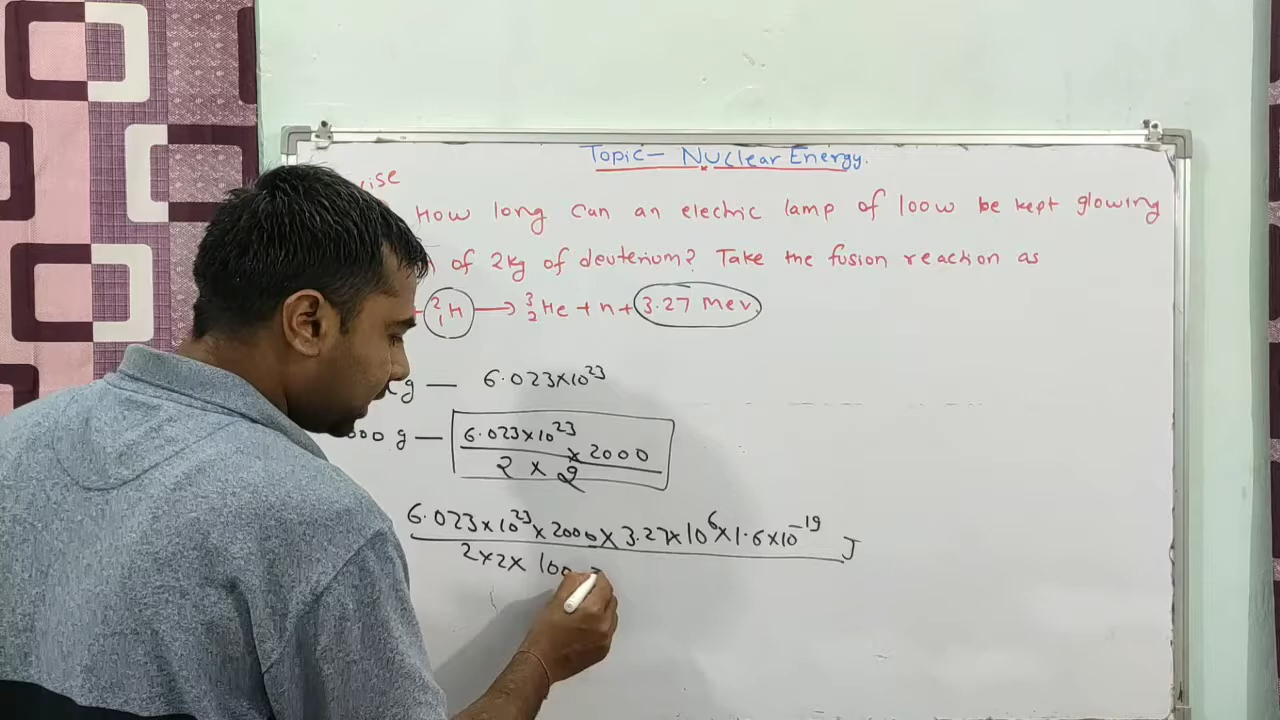 Topic- Nuclear Energy.
How long can an electric lamp of 100w be kept glowing
of 2kg of deuterium? Take the fusion reaction as
+ ²₁H → ³₂He + n + 3.27 Mev.
g — 6.023×10²³
000 g — 6.023×10²³ × 2000
2 × 2
6.023×10²³ × 2000 × 3.27×10⁶×1.6×10⁻¹⁹ J
2×2× 100